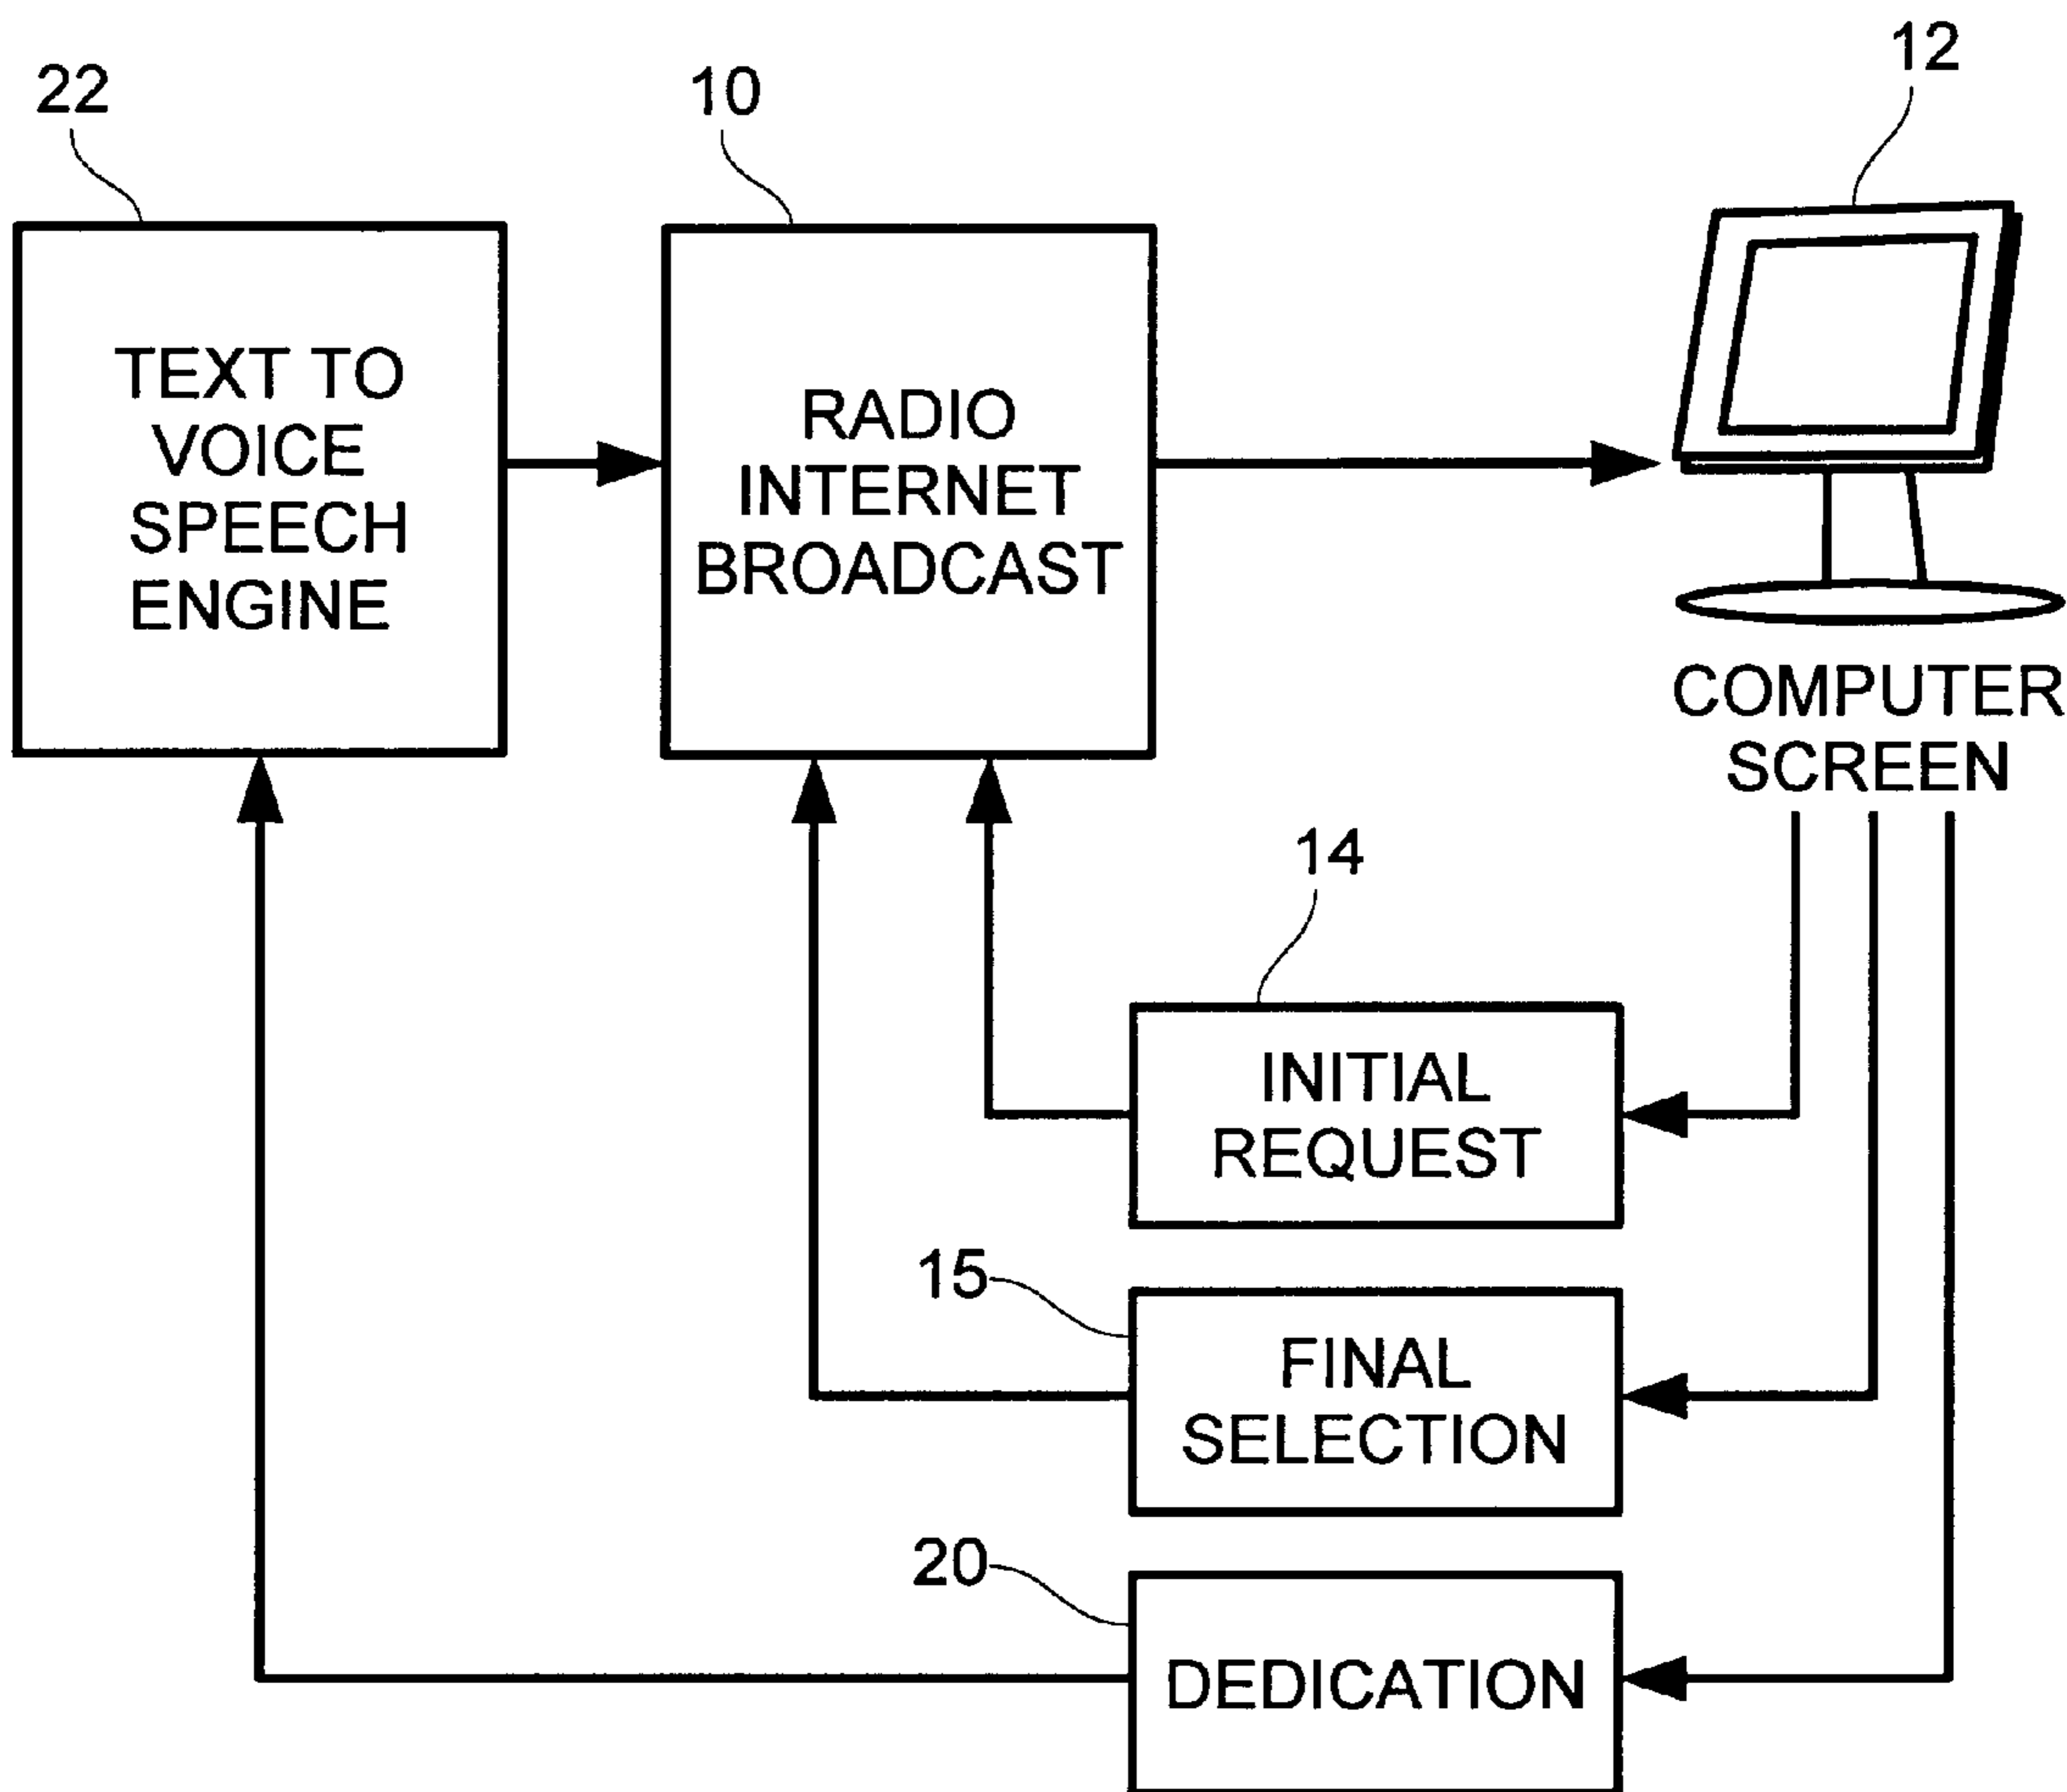 22
10
12
TEXT TO
VOICE
SPEECH
ENGINE
RADIO
INTERNET
BROADCAST
COMPUTER
SCREEN
14
INITIAL
REQUEST
15
FINAL
SELECTION
20
DEDICATION